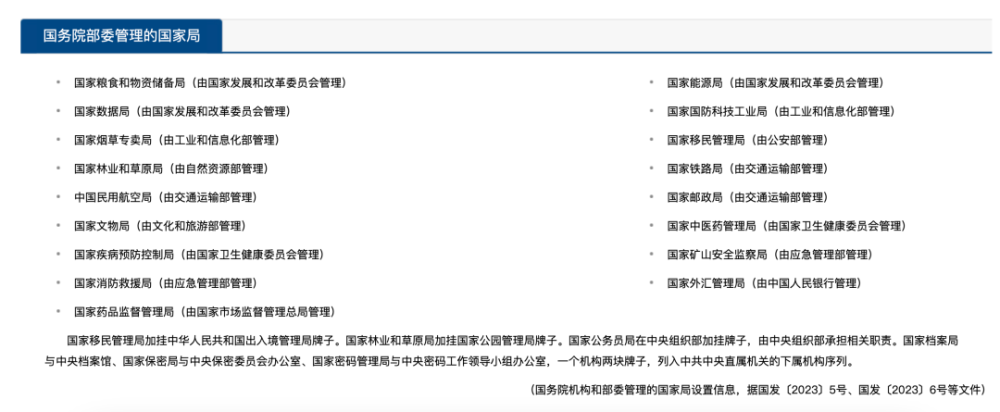 国务院部委管理的国家局
国家粮食和物资储备局（由国家发展和改革委员会管理）
国家能源局（由国家发展和改革委员会管理）
国家数据局（由国家发展和改革委员会管理）
国家国防科技工业局（由工业和信息化部管理）
国家烟草专卖局（由工业和信息化部管理）
国家移民管理局（由公安部管理）
国家林业和草原局（由自然资源部管理）
国家铁路局（由交通运输部管理）
中国民用航空局（由交通运输部管理）
国家邮政局（由交通运输部管理）
国家文物局（由文化和旅游部管理）
国家中医药管理局（由国家卫生健康委员会管理）
国家疾病预防控制局（由国家卫生健康委员会管理）
国家矿山安全监察局（由应急管理部管理）
国家消防救援局（由应急管理部管理）
国家外汇管理局（由中国人民银行管理）
国家药品监督管理局（由国家市场监督管理总局管理）
国家移民管理局加挂中华人民共和国出入境管理局牌子。国家林业和草原局加挂国家公园管理局牌子。国家公务员局在中央组织部加挂牌子，由中央组织部承担相关职责。国家档案局
与中央档案馆、国家保密局与中央保密委员会办公室、国家密码管理局与中央密码工作领导小组办公室，一个机构两块牌子，列入中共中央直属机关的下属机构序列。
（国务院机构和部委管理的国家局设置信息，据国发〔2023〕5号、国发〔2023〕6号等文件）